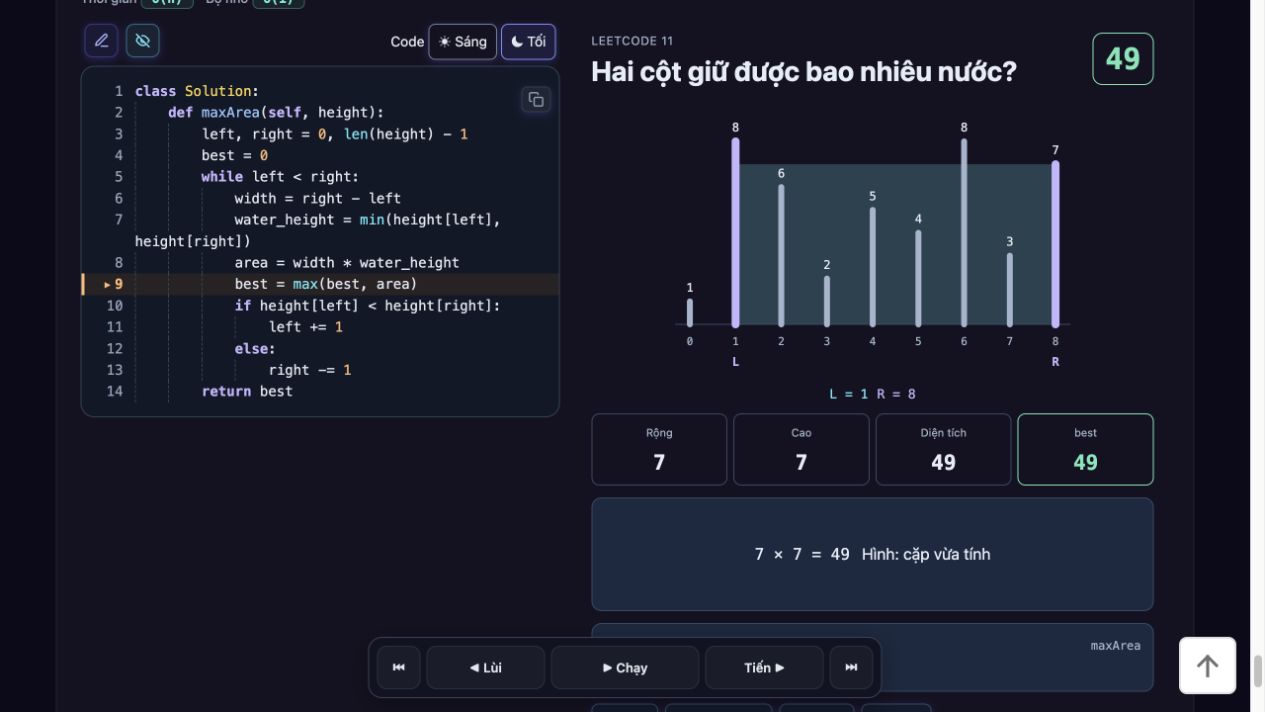 Thời gian O(n) Bộ nhớ O(1)
Code ☀ Sáng Tối
1 class Solution:
2 def maxArea(self, height):
3 left, right = 0, len(height) - 1
4 best = 0
5 while left < right:
6 width = right - left
7 water_height = min(height[left],
height[right])
8 area = width * water_height
▶ 9 best = max(best, area)
10 if height[left] < height[right]:
11 left += 1
12 else:
13 right -= 1
14 return best
LEETCODE 11
Hai cột giữ được bao nhiêu nước?
49
8 8
7
6
5
4
3
2
1
0 1 2 3 4 5 6 7 8
L R
L = 1 R = 8
Rộng Cao Diện tích best
7 7 49 49
7 × 7 = 49 Hình: cặp vừa tính
maxArea
⏮ ◀ Lùi ▶ Chạy Tiến ▶ ⏭